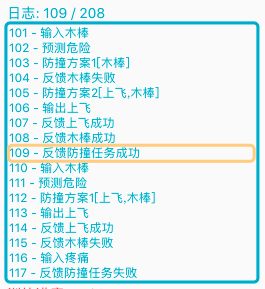 日志: 109 / 208
101 - 输入木棒
102 - 预测危险
103 - 防撞方案1[木棒]
104 - 反馈木棒失败
105 - 防撞方案2[上飞,木棒]
106 - 输出上飞
107 - 反馈上飞成功
108 - 反馈木棒成功
109 - 反馈防撞任务成功
110 - 输入木棒
111 - 预测危险
112 - 防撞方案1[上飞,木棒]
113 - 输出上飞
114 - 反馈上飞成功
115 - 反馈木棒失败
116 - 输入疼痛
117 - 反馈防撞任务失败